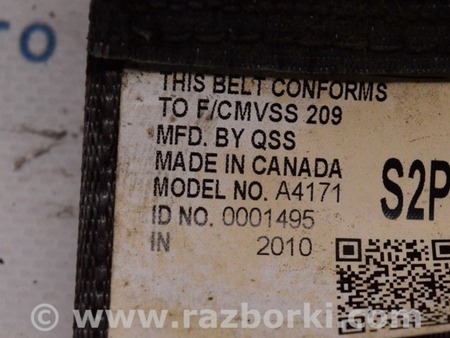 THIS BELT CONFORMS
TO F/CMVSS 209
MFD. BY QSS
MADE IN CANADA
MODEL NO. A4171
S2P
ID NO. 0001495
IN 2010
© www.razborki.com